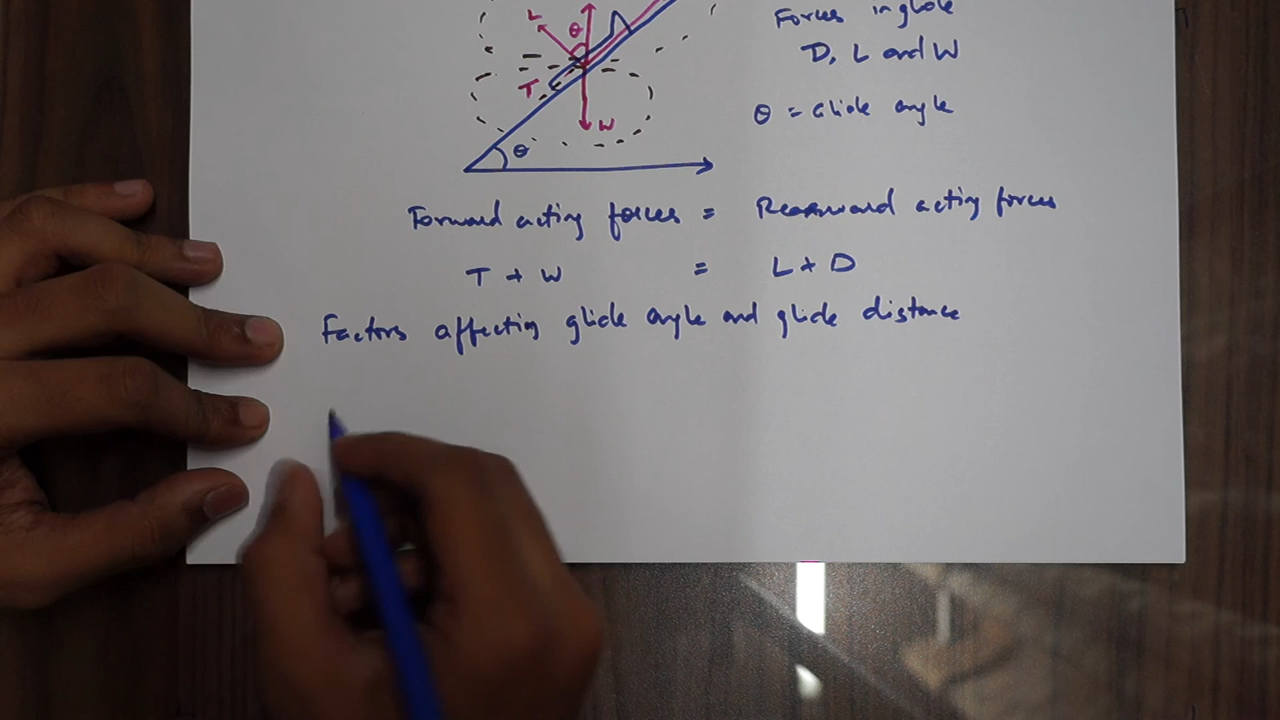 Forces in glide
L
θ
D, L and W
T
θ = Glide angle
W
θ
Forward acting forces = Rearward acting forces
T + W = L + D
Factors affecting glide angle and glide distance